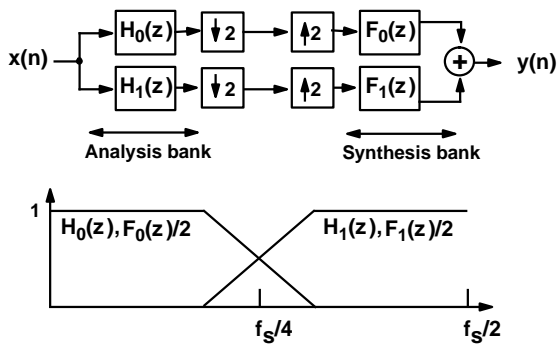 H₀(z) ↓2 ↑2 F₀(z)
x(n) + y(n)
H₁(z) ↓2 ↑2 F₁(z)
Analysis bank Synthesis bank
1
H₀(z),F₀(z)/2 H₁(z),F₁(z)/2
fₛ/4 fₛ/2